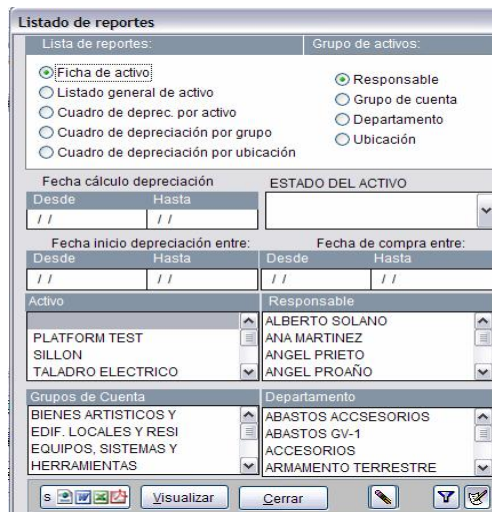 Listado de reportes
Lista de reportes: Grupo de activos:
Ficha de activo
Listado general de activo
Cuadro de deprec. por activo
Cuadro de depreciación por grupo
Cuadro de depreciación por ubicación
Responsable
Grupo de cuenta
Departamento
Ubicación
Fecha cálculo depreciación ESTADO DEL ACTIVO
Desde Hasta
/ / / /
Fecha inicio depreciación entre: Fecha de compra entre:
Desde Hasta Desde Hasta
/ / / / / / / /
Activo Responsable
PLATFORM TEST
SILLON
TALADRO ELECTRICO
ALBERTO SOLANO
ANA MARTINEZ
ANGEL PRIETO
ANGEL PROAÑO
Grupos de Cuenta Departamento
BIENES ARTISTICOS Y
EDIF. LOCALES Y RESI
EQUIPOS, SISTEMAS Y
HERRAMIENTAS
ABASTOS ACCSESORIOS
ABASTOS GV-1
ACCESORIOS
ARMAMENTO TERRESTRE
S Visualizar Cerrar